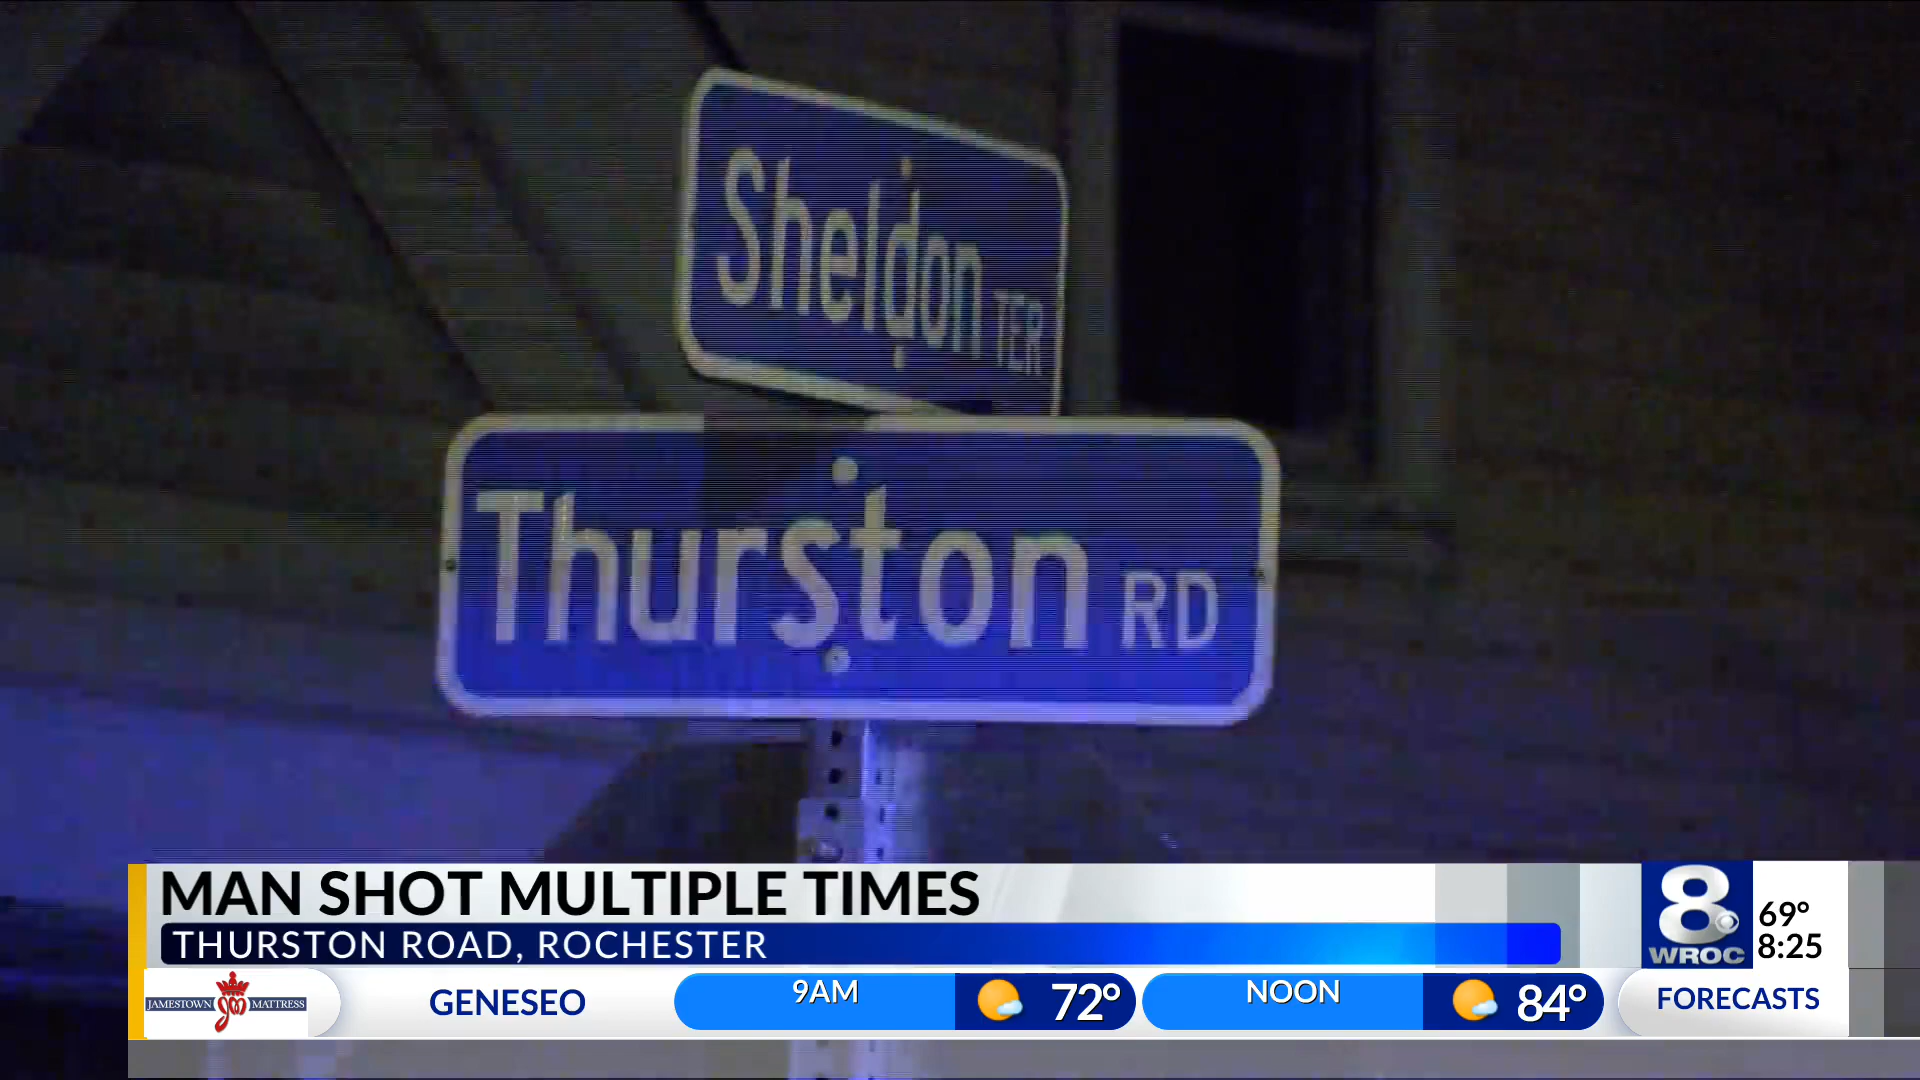 Sheldon TER
Thurston RD
MAN SHOT MULTIPLE TIMES
THURSTON ROAD, ROCHESTER
8
WROC
69°
8:25
JAMESTOWN JM MATTRESS
GENESEO
9AM
72°
NOON
84°
FORECASTS